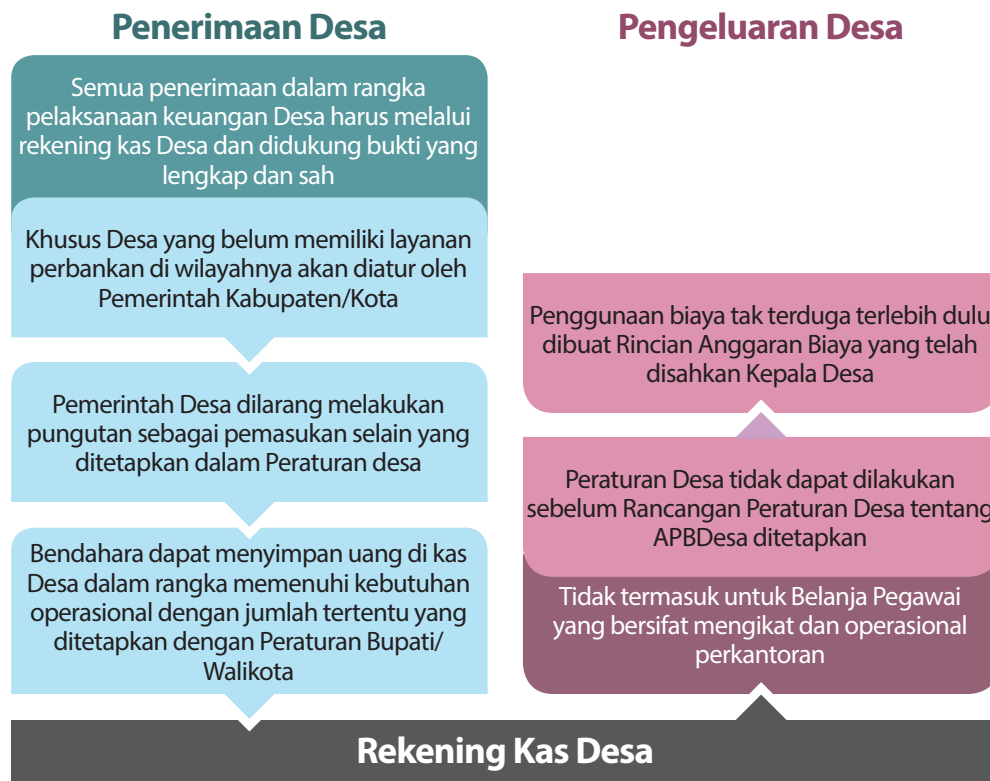 Penerimaan Desa
Semua penerimaan dalam rangka
pelaksanaan keuangan Desa harus melalui
rekening kas Desa dan didukung bukti yang
lengkap dan sah
Khusus Desa yang belum memiliki layanan
perbankan di wilayahnya akan diatur oleh
Pemerintah Kabupaten/Kota
Pemerintah Desa dilarang melakukan
pungutan sebagai pemasukan selain yang
ditetapkan dalam Peraturan desa
Bendahara dapat menyimpan uang di kas
Desa dalam rangka memenuhi kebutuhan
operasional dengan jumlah tertentu yang
ditetapkan dengan Peraturan Bupati/
Walikota
Pengeluaran Desa
Penggunaan biaya tak terduga terlebih dulu
dibuat Rincian Anggaran Biaya yang telah
disahkan Kepala Desa
Peraturan Desa tidak dapat dilakukan
sebelum Rancangan Peraturan Desa tentang
APBDesa ditetapkan
Tidak termasuk untuk Belanja Pegawai
yang bersifat mengikat dan operasional
perkantoran
Rekening Kas Desa